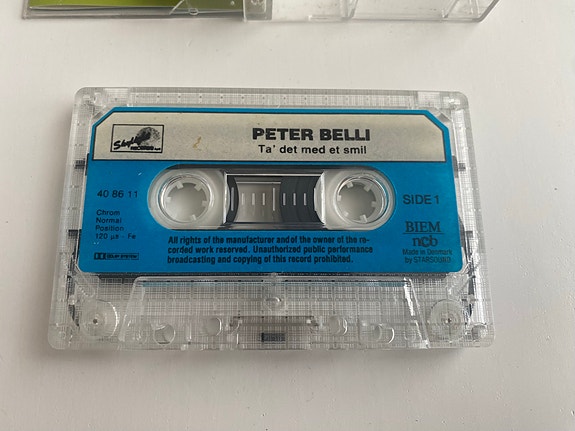 PETER BELLI
Ta' det med et smil
40 86 11
SIDE 1
Chrom
Normal
Position
120 µs - Fe
BIEM
ncb
Made in Denmark
by STARSOUND
DOLBY SYSTEM
All rights of the manufacturer and of the owner of the re-
corded work reserved. Unauthorized public performance
broadcasting and copying of this record prohibited.